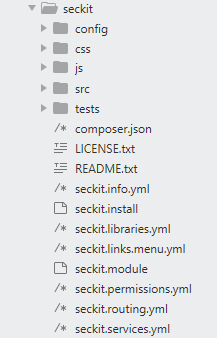 seckit
config
css
js
src
tests
composer.json
LICENSE.txt
README.txt
seckit.info.yml
seckit.install
seckit.libraries.yml
seckit.links.menu.yml
seckit.module
seckit.permissions.yml
seckit.routing.yml
seckit.services.yml